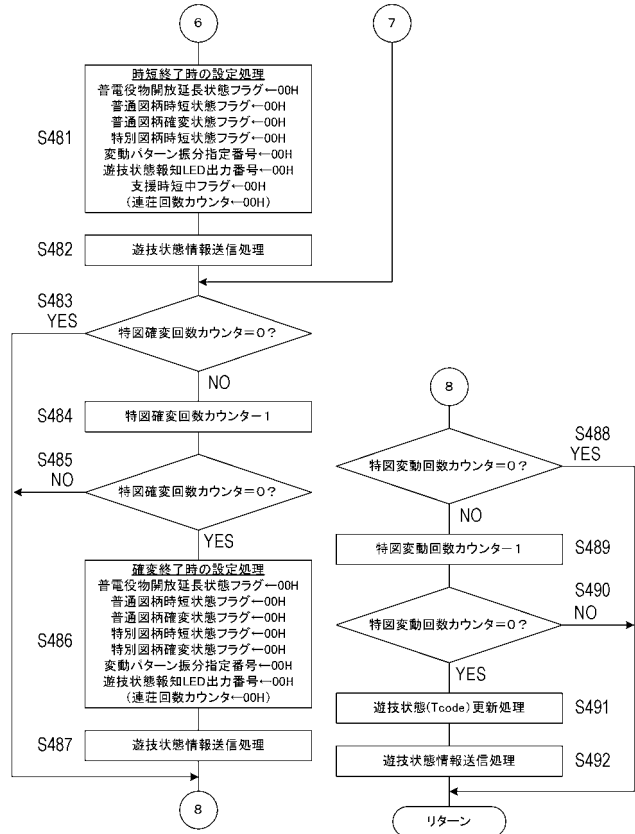 6
7
S481
時短終了時の設定処理
普電役物開放延長状態フラグ←00H
普通図柄時短状態フラグ←00H
普通図柄確変状態フラグ←00H
特別図柄時短状態フラグ←00H
変動パターン振分指定番号←00H
遊技状態報知LED出力番号←00H
支援時短中フラグ←00H
(連荘回数カウンタ←00H)
S482
遊技状態情報送信処理
S483
YES
特図確変回数カウンタ=0?
NO
S484
特図確変回数カウンタ-1
S485
NO
特図確変回数カウンタ=0?
YES
S486
確変終了時の設定処理
普電役物開放延長状態フラグ←00H
普通図柄時短状態フラグ←00H
普通図柄確変状態フラグ←00H
特別図柄時短状態フラグ←00H
特別図柄確変状態フラグ←00H
変動パターン振分指定番号←00H
遊技状態報知LED出力番号←00H
(連荘回数カウンタ←00H)
S487
遊技状態情報送信処理
8
8
S488
YES
特図変動回数カウンタ=0?
NO
特図変動回数カウンタ-1
S489
S490
NO
特図変動回数カウンタ=0?
YES
遊技状態(Tcode)更新処理
S491
遊技状態情報送信処理
S492
リターン